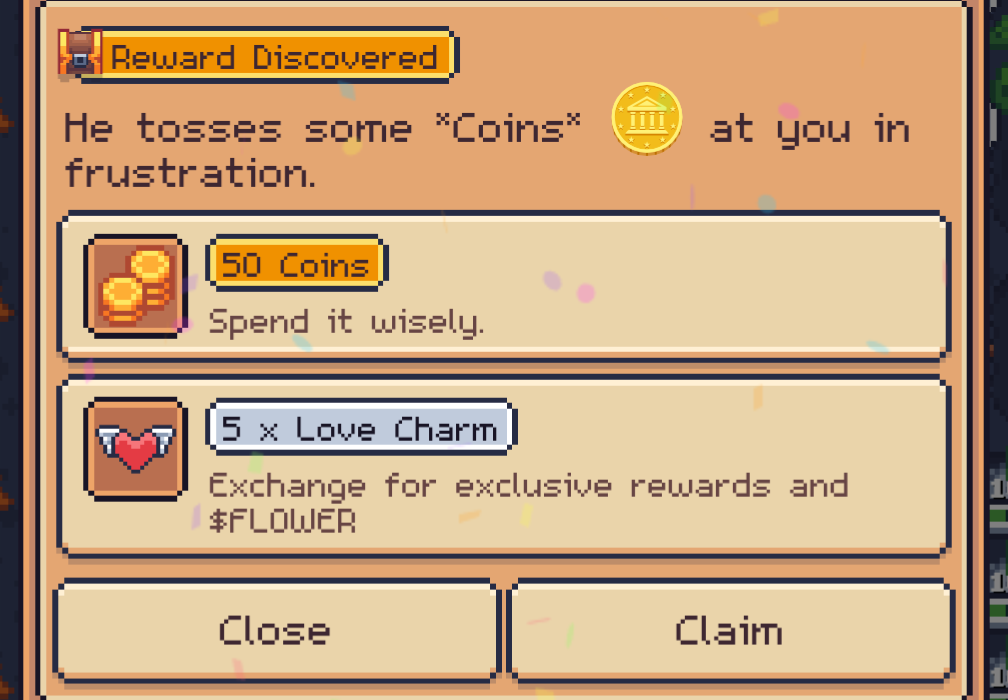 Reward Discovered
He tosses some *Coins* 🪙 at you in
frustration.
50 Coins
Spend it wisely.
5 x Love Charm
Exchange for exclusive rewards and
$FLOWER
Close
Claim